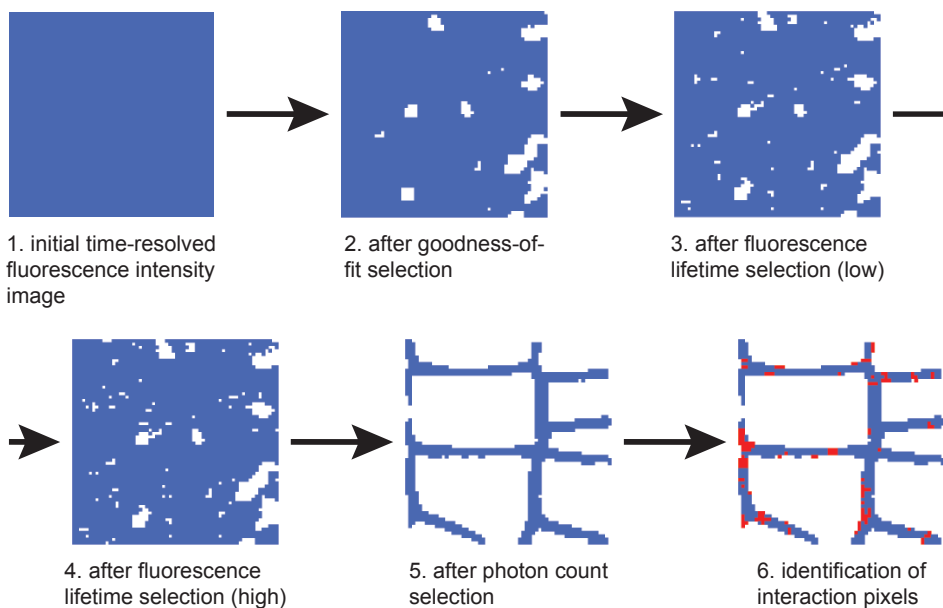 1. initial time-resolved
fluorescence intensity
image
2. after goodness-of-
fit selection
3. after fluorescence
lifetime selection (low)
4. after fluorescence
lifetime selection (high)
5. after photon count
selection
6. identification of
interaction pixels